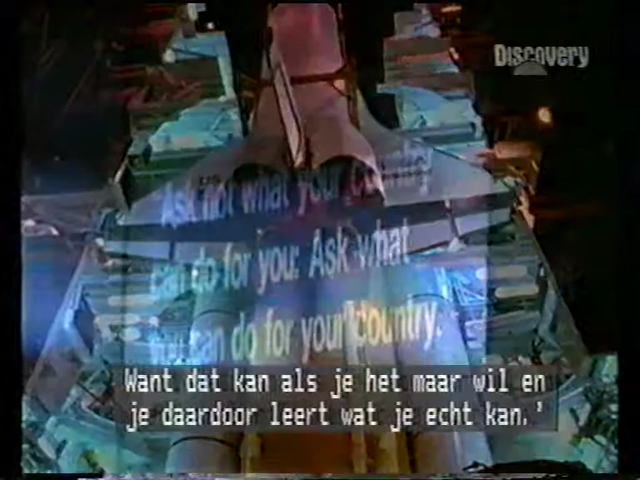 Discovery
Ask not what your country
can do for you: Ask what
you can do for your country.
Want dat kan als je het maar wil en
je daardoor leert wat je echt kan.'